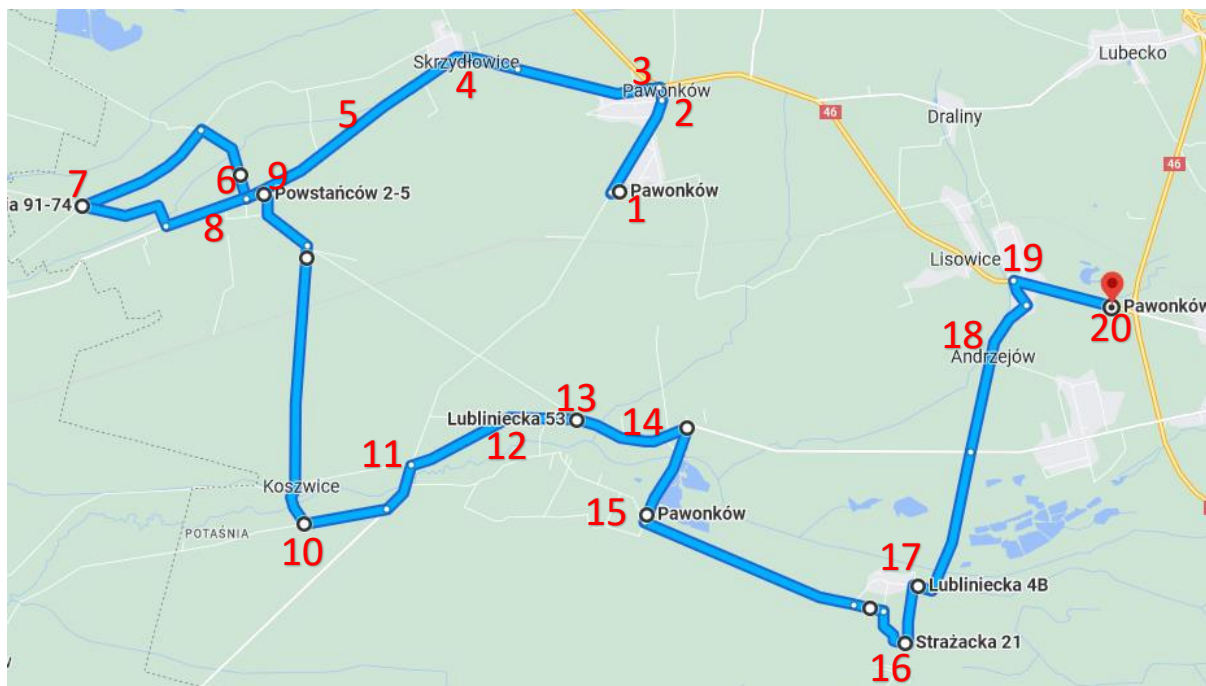 Lubecko
Skrzydłowice
3
4
Pawonków
2
46
Draliny
46
5
6
9
7
Powstańców 2-5
Pawonków
1
a 91-74
8
Lisowice
19
Pawonków
20
18
Andrzejów
13
Lubliniecka 53
14
12
11
Koszwice
15
Pawonków
POTAŚNIA
10
17
Lubliniecka 4B
Strażacka 21
16